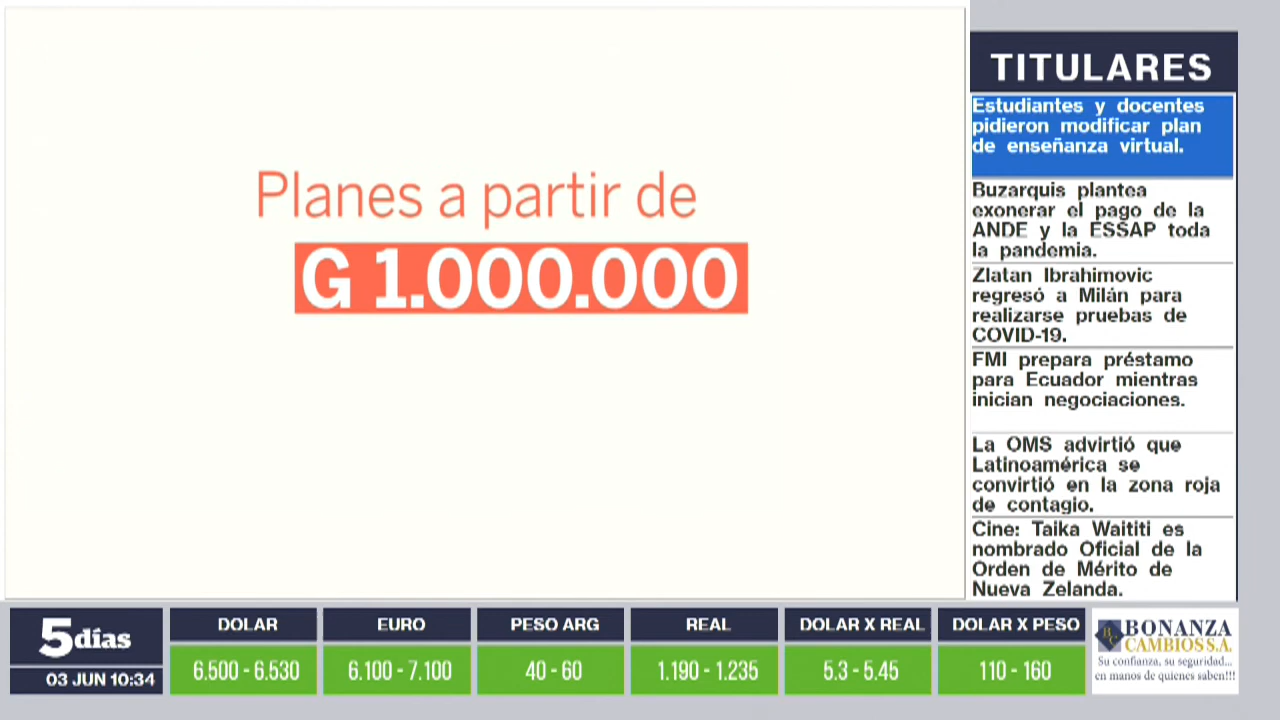 Planes a partir de
G 1.000.000
TITULARES
Estudiantes y docentes
pidieron modificar plan
de enseñanza virtual.
Buzarquis plantea
exonerar el pago de la
ANDE y la ESSAP toda
la pandemia.
Zlatan Ibrahimovic
regresó a Milán para
realizarse pruebas de
COVID-19.
FMI prepara préstamo
para Ecuador mientras
inician negociaciones.
La OMS advirtió que
Latinoamérica se
convirtió en la zona roja
de contagio.
Cine: Taika Waititi es
nombrado Oficial de la
Orden de Mérito de
Nueva Zelanda.
5días
03 JUN 10:34
DOLAR
6.500 - 6.530
EURO
6.100 - 7.100
PESO ARG
40 - 60
REAL
1.190 - 1.235
DOLAR X REAL
5.3 - 5.45
DOLAR X PESO
110 - 160
BONANZA
CAMBIOS S.A.
Su confianza, su seguridad...
en manos de quienes saben!!!